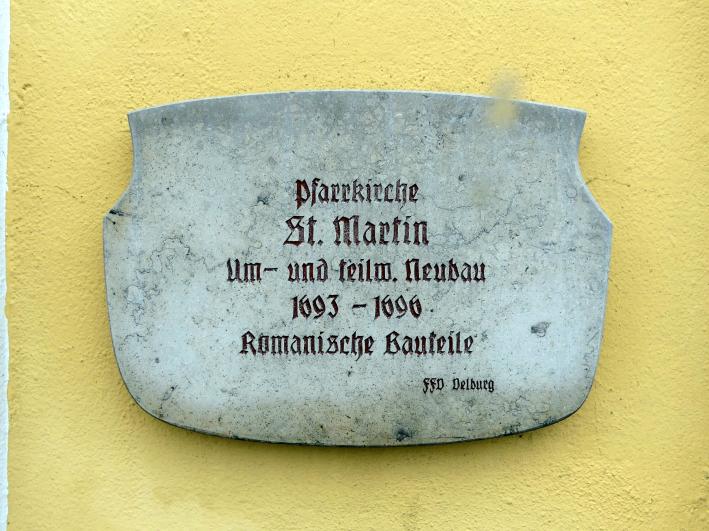 Pfarrkirche
St. Martin
Um- und teilw. Neubau
1693 - 1696
Romanische Bauteile
FFV Velburg